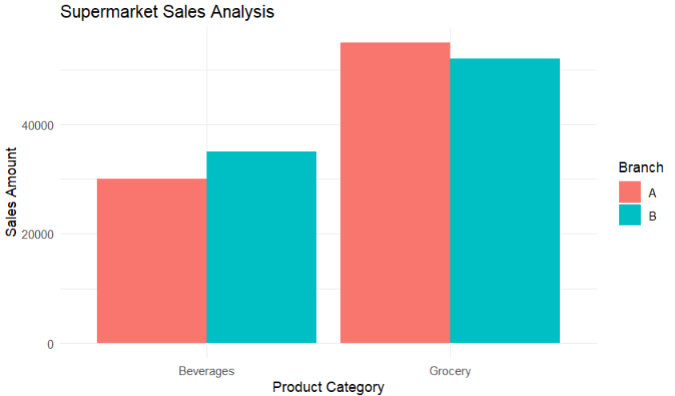 Supermarket Sales Analysis
Sales Amount
40000
20000
0
Beverages
Grocery
Product Category
Branch
A
B